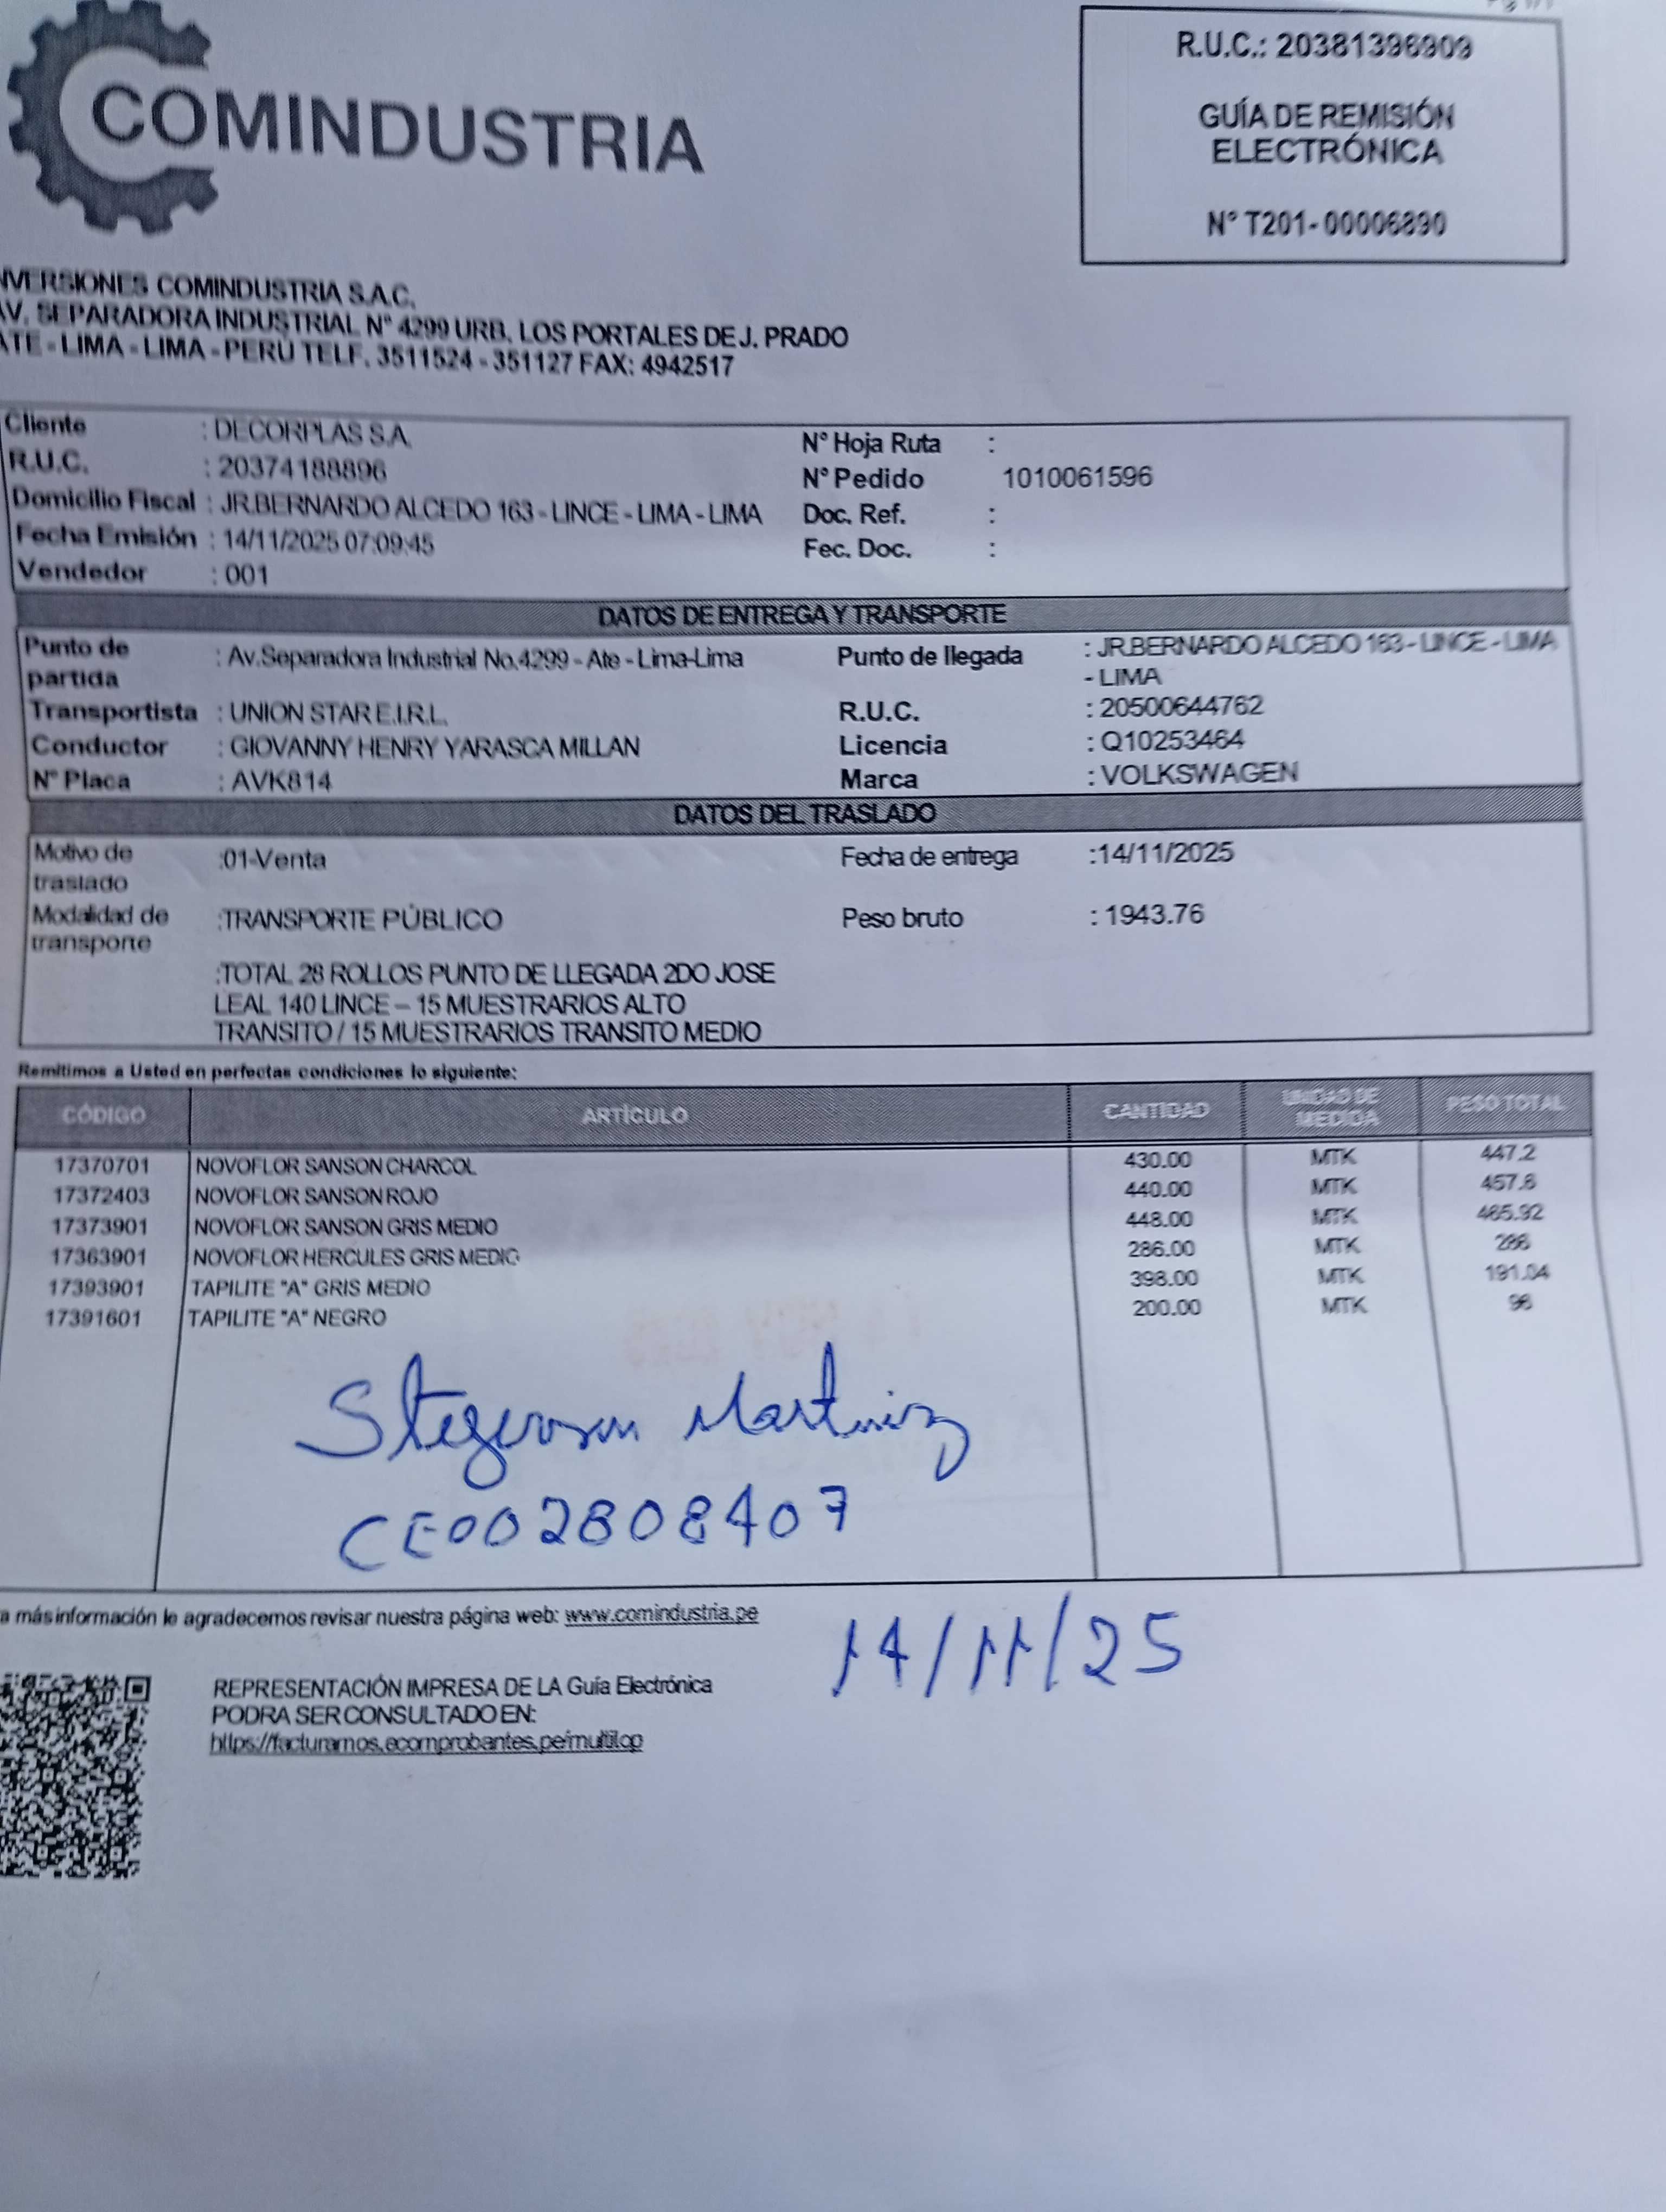 COMINDUSTRIA
R.U.C.: 20381396909
GUÍA DE REMISIÓN
ELECTRÓNICA
N° T201-00006890
NVERSIONES COMINDUSTRIA S.A.C.
AV. SEPARADORA INDUSTRIAL N° 4299 URB. LOS PORTALES DE J. PRADO
ATE - LIMA - LIMA - PERÚ TELF. 3511524 - 351127 FAX: 4942517
Cliente : DECORPLAS S.A.
R.U.C. : 20374188896
Domicilio Fiscal : JR.BERNARDO ALCEDO 163 - LINCE - LIMA - LIMA
Fecha Emisión : 14/11/2025 07:09:45
Vendedor : 001
N° Hoja Ruta :
N° Pedido 1010061596
Doc. Ref. :
Fec. Doc. :
DATOS DE ENTREGA Y TRANSPORTE
Punto de partida : Av.Separadora Industrial No.4299 - Ate - Lima-Lima
Transportista : UNION STAR E.I.R.L.
Conductor : GIOVANNY HENRY YARASCA MILLAN
N° Placa : AVK814
Punto de llegada : JR.BERNARDO ALCEDO 163 - LINCE - LIMA
- LIMA
R.U.C. : 20500644762
Licencia : Q10253464
Marca : VOLKSWAGEN
DATOS DEL TRASLADO
Motivo de traslado :01-Venta
Fecha de entrega :14/11/2025
Modalidad de transporte :TRANSPORTE PÚBLICO
Peso bruto : 1943.76
:TOTAL 28 ROLLOS PUNTO DE LLEGADA 2DO JOSE
LEAL 140 LINCE – 15 MUESTRARIOS ALTO
TRANSITO / 15 MUESTRARIOS TRANSITO MEDIO
Remitimos a Usted en perfectas condiciones lo siguiente:
CÓDIGO ARTÍCULO CANTIDAD UNIDAD DE MEDIDA PESO TOTAL
17370701 NOVOFLOR SANSON CHARCOL 430.00 MTK 447.2
17372403 NOVOFLOR SANSON ROJO 440.00 MTK 457.6
17373901 NOVOFLOR SANSON GRIS MEDIO 448.00 MTK 465.92
17363901 NOVOFLOR HERCULES GRIS MEDIO 286.00 MTK 286
17393901 TAPILITE "A" GRIS MEDIO 398.00 MTK 191.04
17391601 TAPILITE "A" NEGRO 200.00 MTK 96
Martinez
CE002808407
a más información le agradecemos revisar nuestra página web: www.comindustria.pe
14/11/25
REPRESENTACIÓN IMPRESA DE LA Guía Electrónica
PODRA SER CONSULTADO EN:
https://facturamos.ecomprobantes.pe/multilop